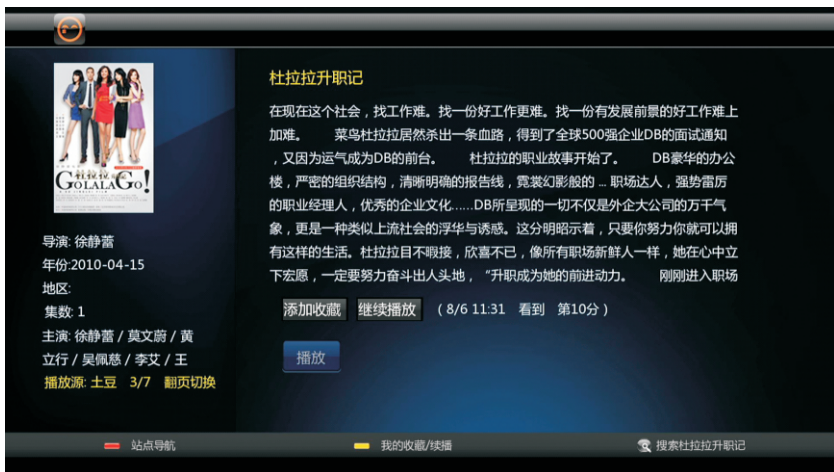 GOLALA GO!
导演: 徐静蕾
年份:2010-04-15
地区:
集数: 1
主演: 徐静蕾 / 莫文蔚 / 黄
立行 / 吴佩慈 / 李艾 / 王
播放源: 土豆 3/7 翻页切换
杜拉拉升职记
在现在这个社会，找工作难。找一份好工作更难。找一份有发展前景的好工作难上
加难。 菜鸟杜拉拉居然杀出一条血路，得到了全球500强企业DB的面试通知
，又因为运气成为DB的前台。 杜拉拉的职业故事开始了。 DB豪华的办公
楼，严密的组织结构，清晰明确的报告线，霓裳幻影般的 ... 职场达人，强势雷厉
的职业经理人，优秀的企业文化……DB所呈现的一切不仅是外企大公司的万千气
象，更是一种类似上流社会的浮华与诱惑。这分明昭示着，只要你努力你就可以拥
有这样的生活。杜拉拉目不暇接，欣喜不已，像所有职场新鲜人一样，她在心中立
下宏愿，一定要努力奋斗出人头地，“升职成为她的前进动力。 刚刚进入职场
添加收藏 继续播放 （8/6 11:31 看到 第10分）
播放
站点导航 我的收藏/续播 搜索杜拉拉升职记